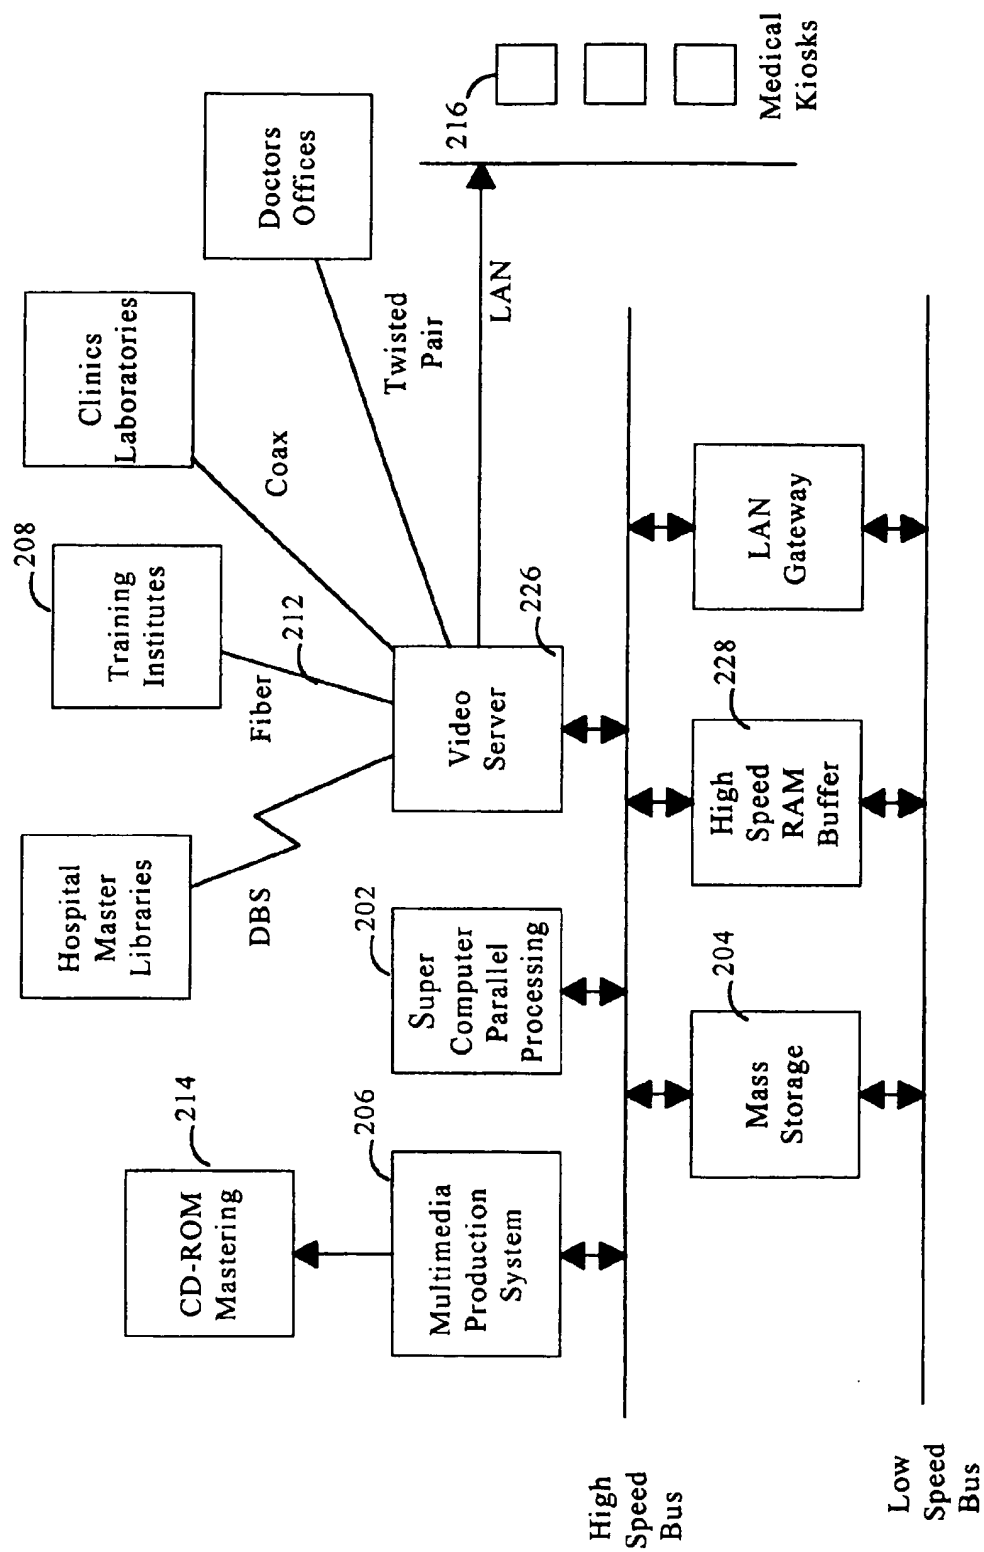 Hospital
Master
Libraries
208
Training
Institutes
Clinics
Laboratories
Doctors
Offices
214
CD-ROM
Mastering
DBS
Fiber
212
Coax
Twisted
Pair
LAN
216
Medical
Kiosks
206
Multimedia
Production
System
202
Super
Computer
Parallel
Processing
Video
Server
226
High
Speed
Bus
204
Mass
Storage
228
High
Speed
RAM
Buffer
LAN
Gateway
Low
Speed
Bus